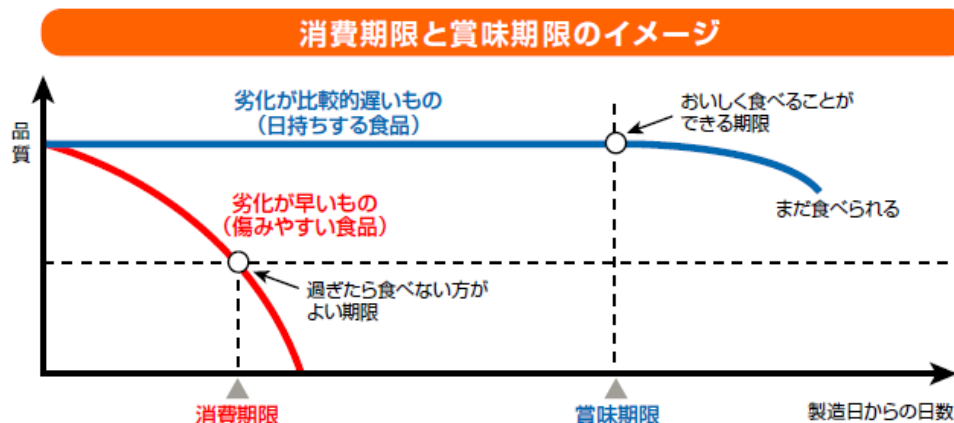 消費期限と賞味期限のイメージ
品質
劣化が比較的遅いもの
（日持ちする食品）
おいしく食べることが
できる期限
まだ食べられる
劣化が早いもの
（傷みやすい食品）
過ぎたら食べない方が
よい期限
消費期限
賞味期限
製造日からの日数